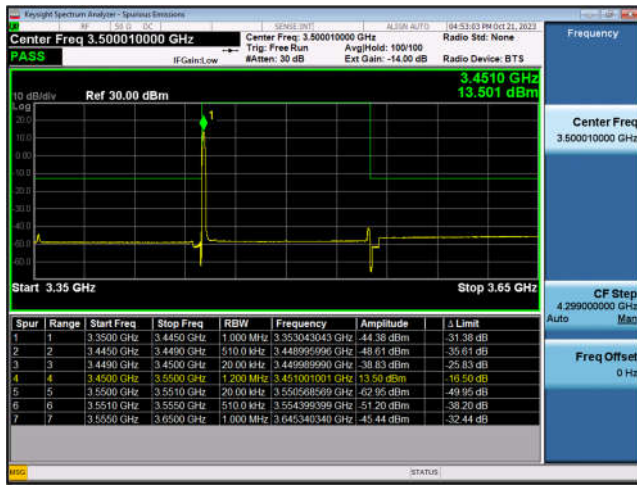 Keysight Spectrum Analyzer - Spurious Emissions
RF 50 Ω DC SENSE:INT ALIGN AUTO 04:53:03 PM Oct 21, 2023
Center Freq 3.500010000 GHz
Center Freq: 3.500010000 GHz
Radio Std: None
Trig: Free Run Avg|Hold: 100/100
PASS IFGain:Low #Atten: 30 dB Ext Gain: -14.00 dB Radio Device: BTS
3.4510 GHz
13.501 dBm
10 dB/div Ref 30.00 dBm
Log
20.0
10.0
0.00
-10.0
-20.0
-30.0
-40.0
-50.0
-60.0
1
Start 3.35 GHz Stop 3.65 GHz
Spur Range Start Freq Stop Freq RBW Frequency Amplitude Δ Limit
1 1 3.3500 GHz 3.4450 GHz 1.000 MHz 3.353043043 GHz -44.38 dBm -31.38 dB
2 2 3.4450 GHz 3.4490 GHz 510.0 kHz 3.448995996 GHz -48.61 dBm -35.61 dB
3 3 3.4490 GHz 3.4500 GHz 20.00 kHz 3.449989990 GHz -38.83 dBm -25.83 dB
4 4 3.4500 GHz 3.5500 GHz 1.200 MHz 3.451001001 GHz 13.50 dBm -16.50 dB
5 5 3.5500 GHz 3.5510 GHz 20.00 kHz 3.550568569 GHz -62.95 dBm -49.95 dB
6 6 3.5510 GHz 3.5550 GHz 510.0 kHz 3.554399399 GHz -51.20 dBm -38.20 dB
7 7 3.5550 GHz 3.6500 GHz 1.000 MHz 3.645340340 GHz -45.44 dBm -32.44 dB
MSG STATUS
Frequency
Center Freq
3.500010000 GHz
CF Step
4.299000000 GHz
Auto Man
Freq Offset
0 Hz